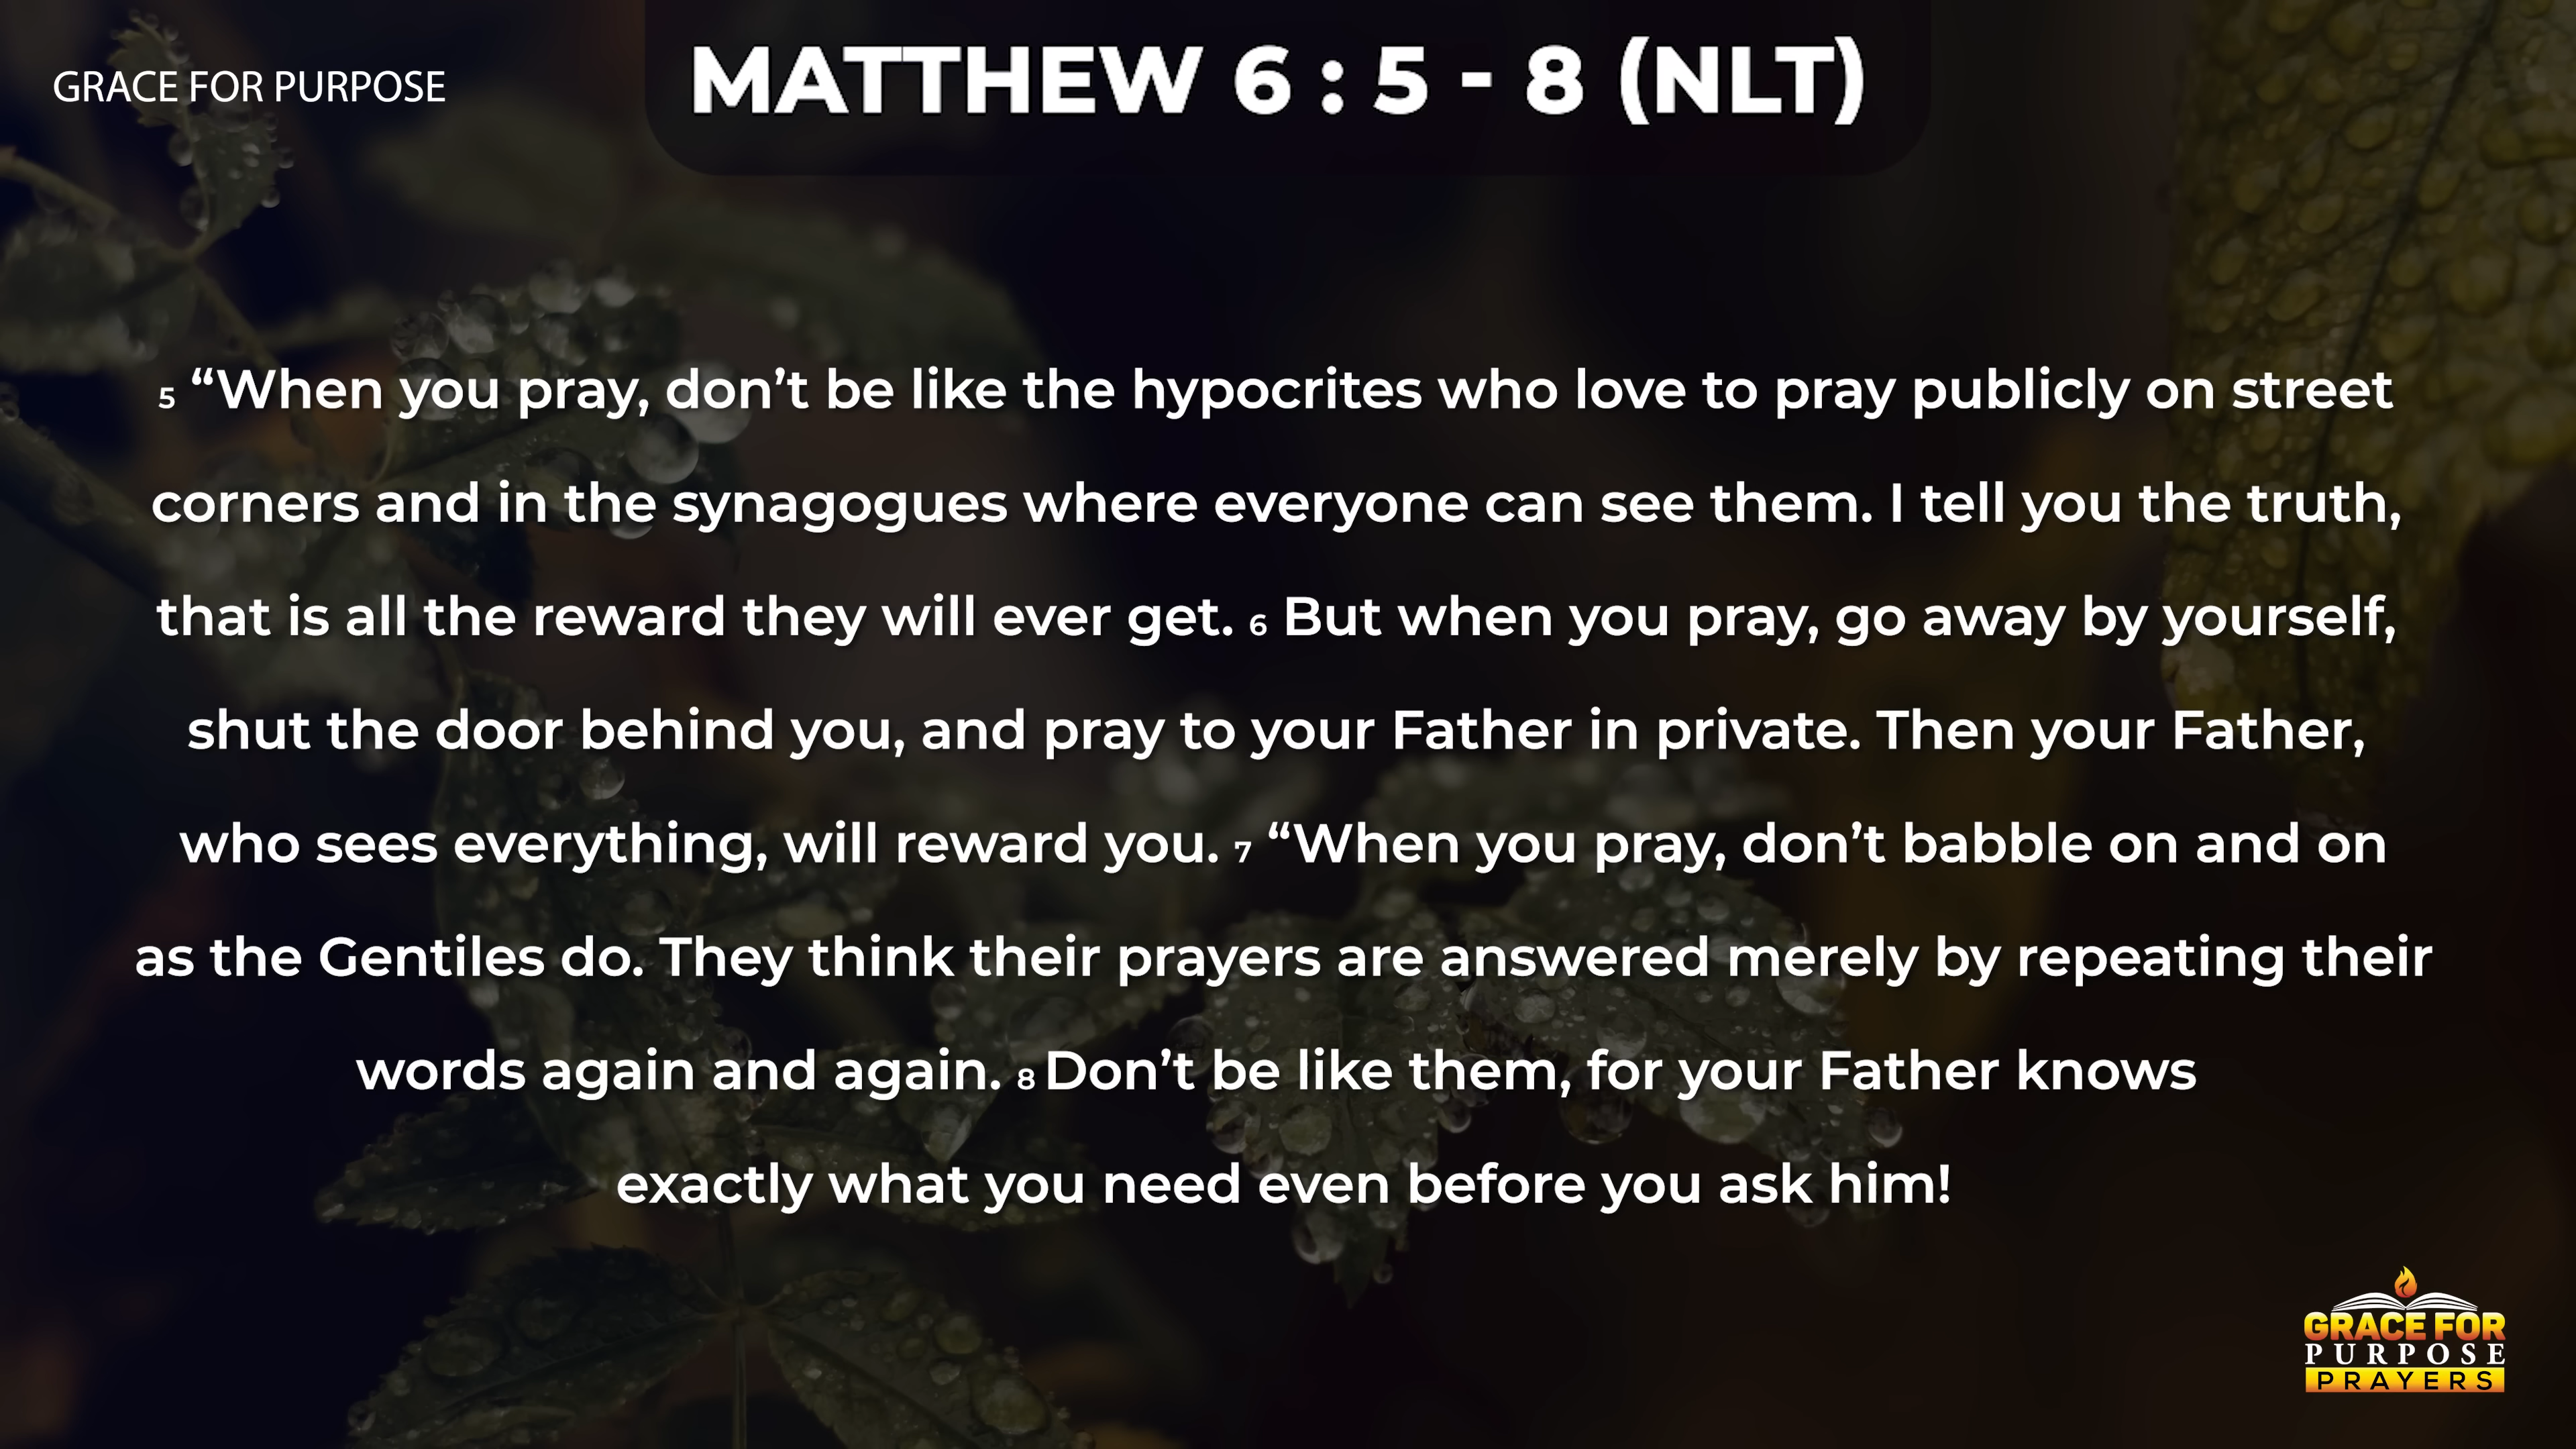 GRACE FOR PURPOSE
MATTHEW 6 : 5 - 8 (NLT)
5 “When you pray, don’t be like the hypocrites who love to pray publicly on street
corners and in the synagogues where everyone can see them. I tell you the truth,
that is all the reward they will ever get. 6 But when you pray, go away by yourself,
shut the door behind you, and pray to your Father in private. Then your Father,
who sees everything, will reward you. 7 “When you pray, don’t babble on and on
as the Gentiles do. They think their prayers are answered merely by repeating their
words again and again. 8 Don’t be like them, for your Father knows
exactly what you need even before you ask him!
GRACE FOR
PURPOSE
PRAYERS